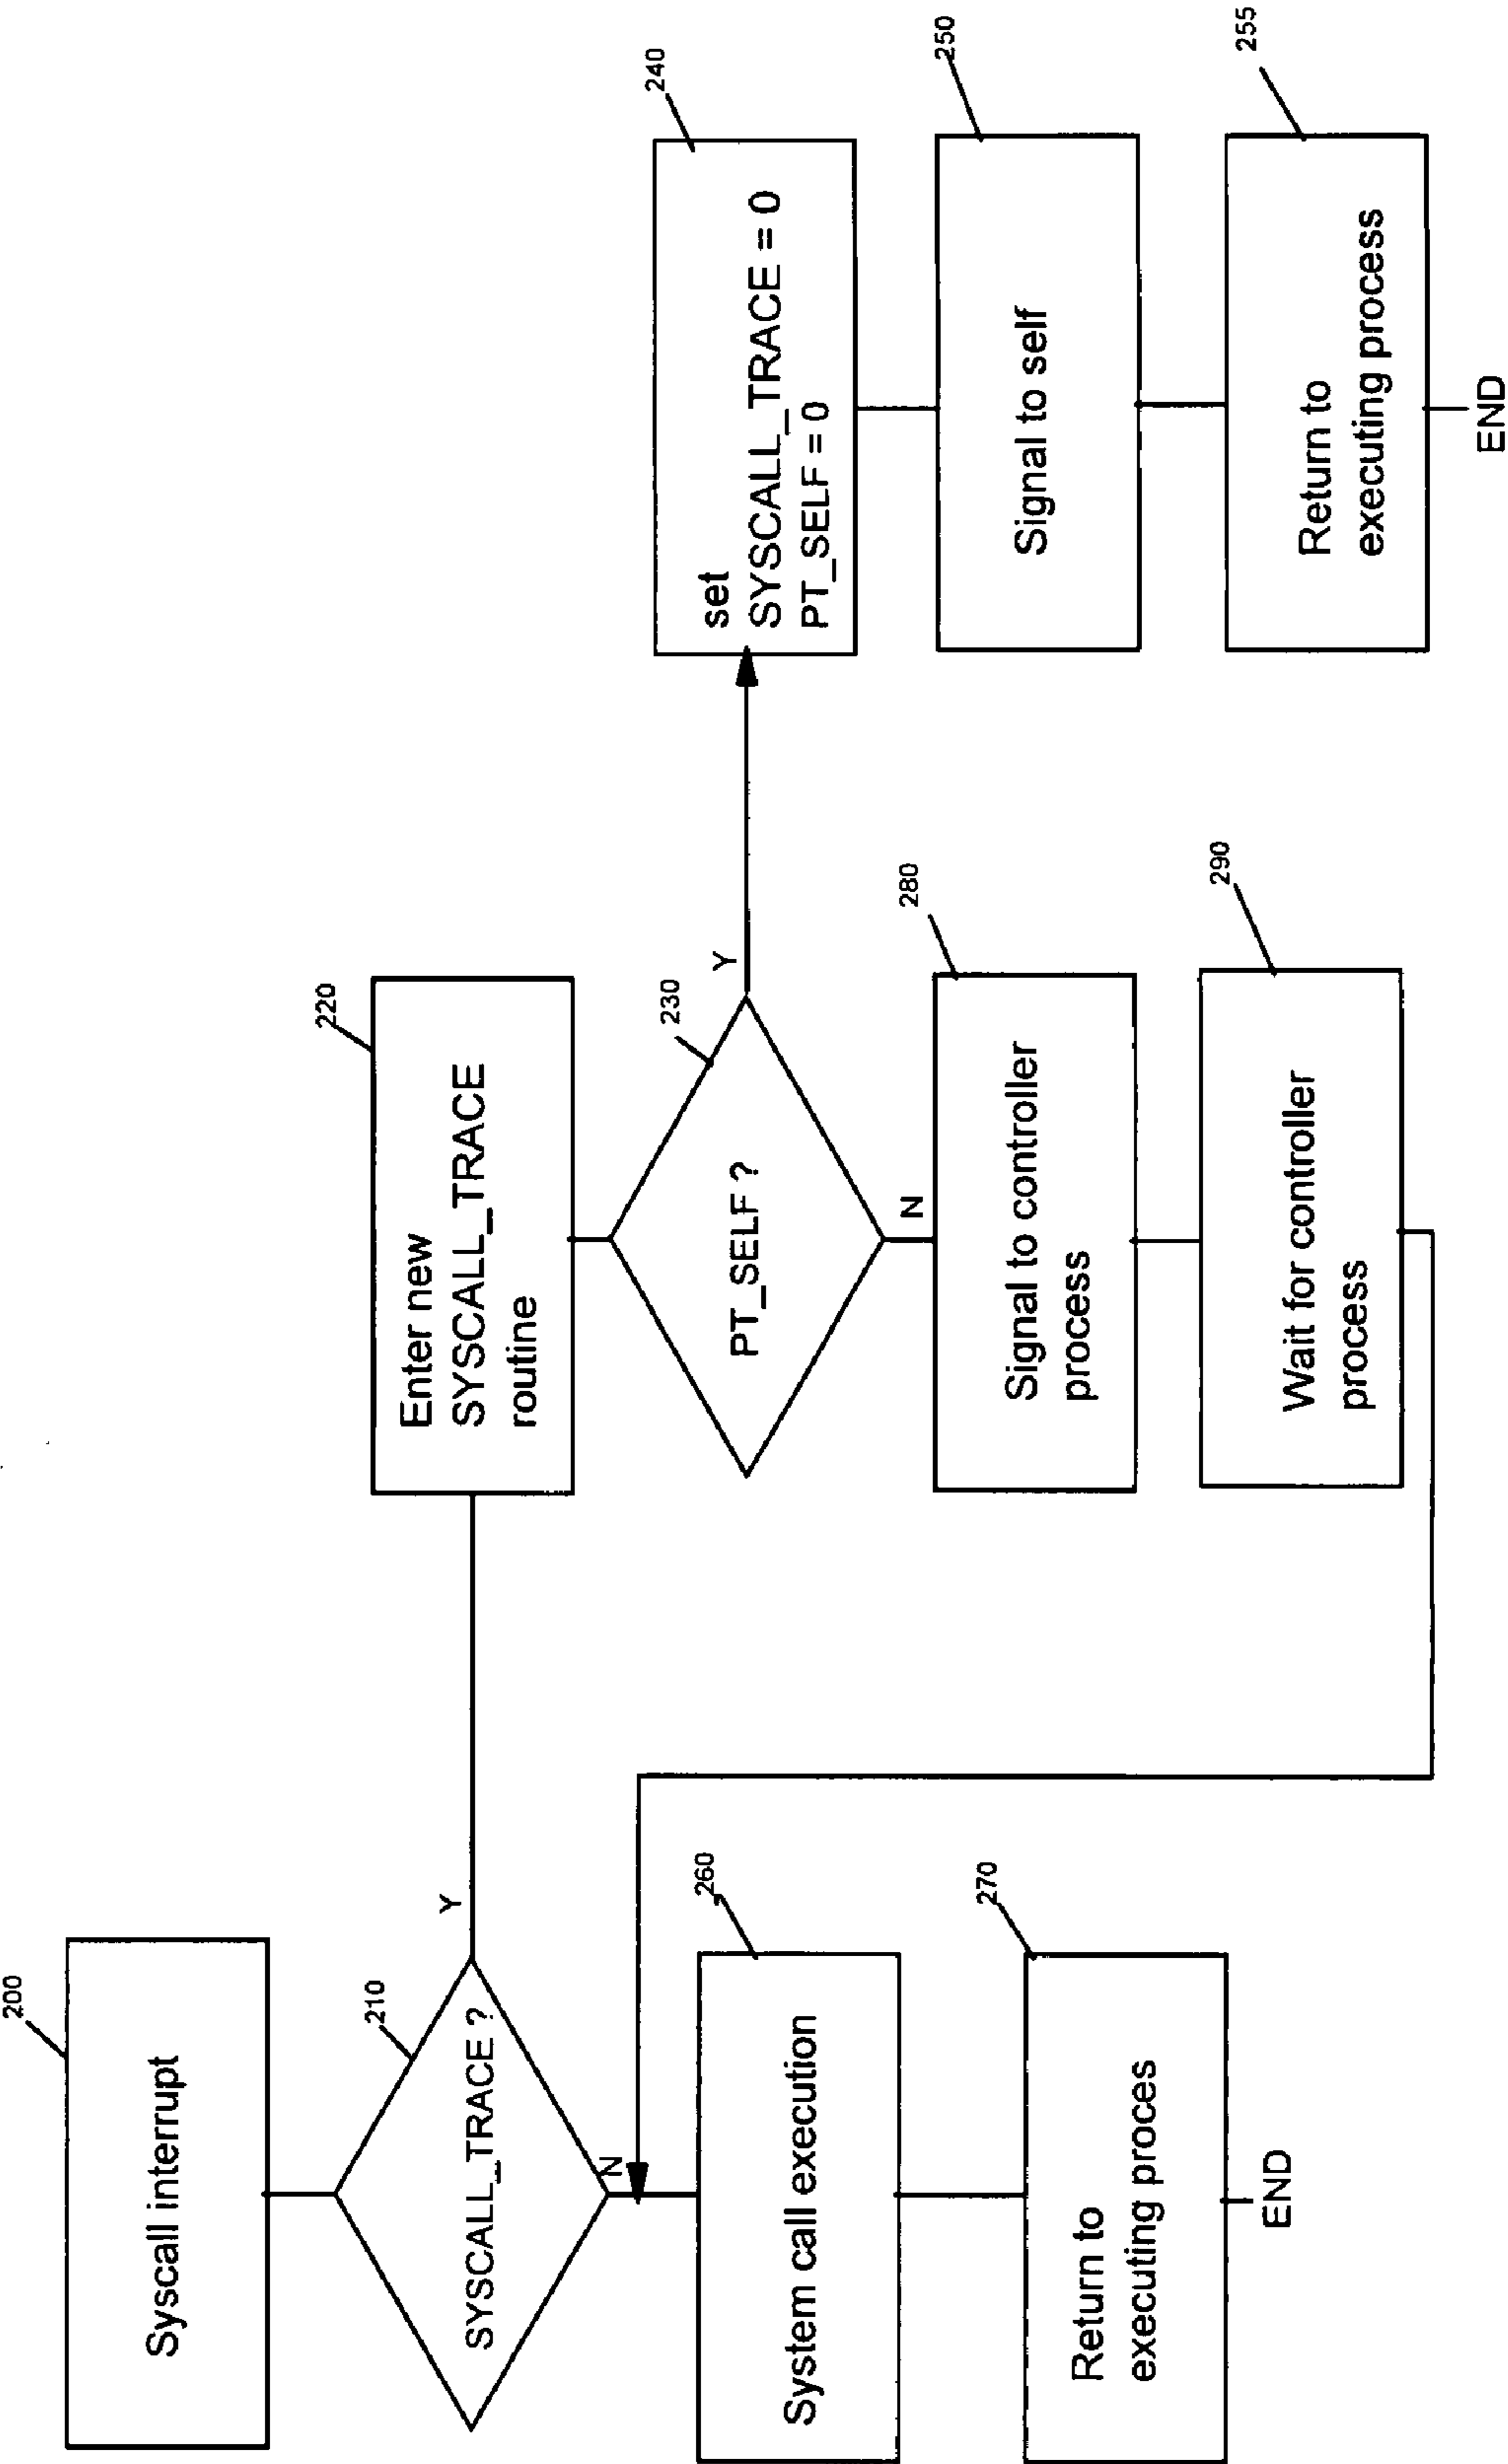 200
Syscall interrupt
210
SYSCALL_TRACE ?
Y
N
220
Enter new
SYSCALL_TRACE
routine
230
PT_SELF ?
Y
N
240
set
SYSCALL_TRACE = 0
PT_SELF = 0
250
Signal to self
255
Return to
executing process
END
260
System call execution
270
Return to
executing proces
END
280
Signal to controller
process
290
Wait for controller
process